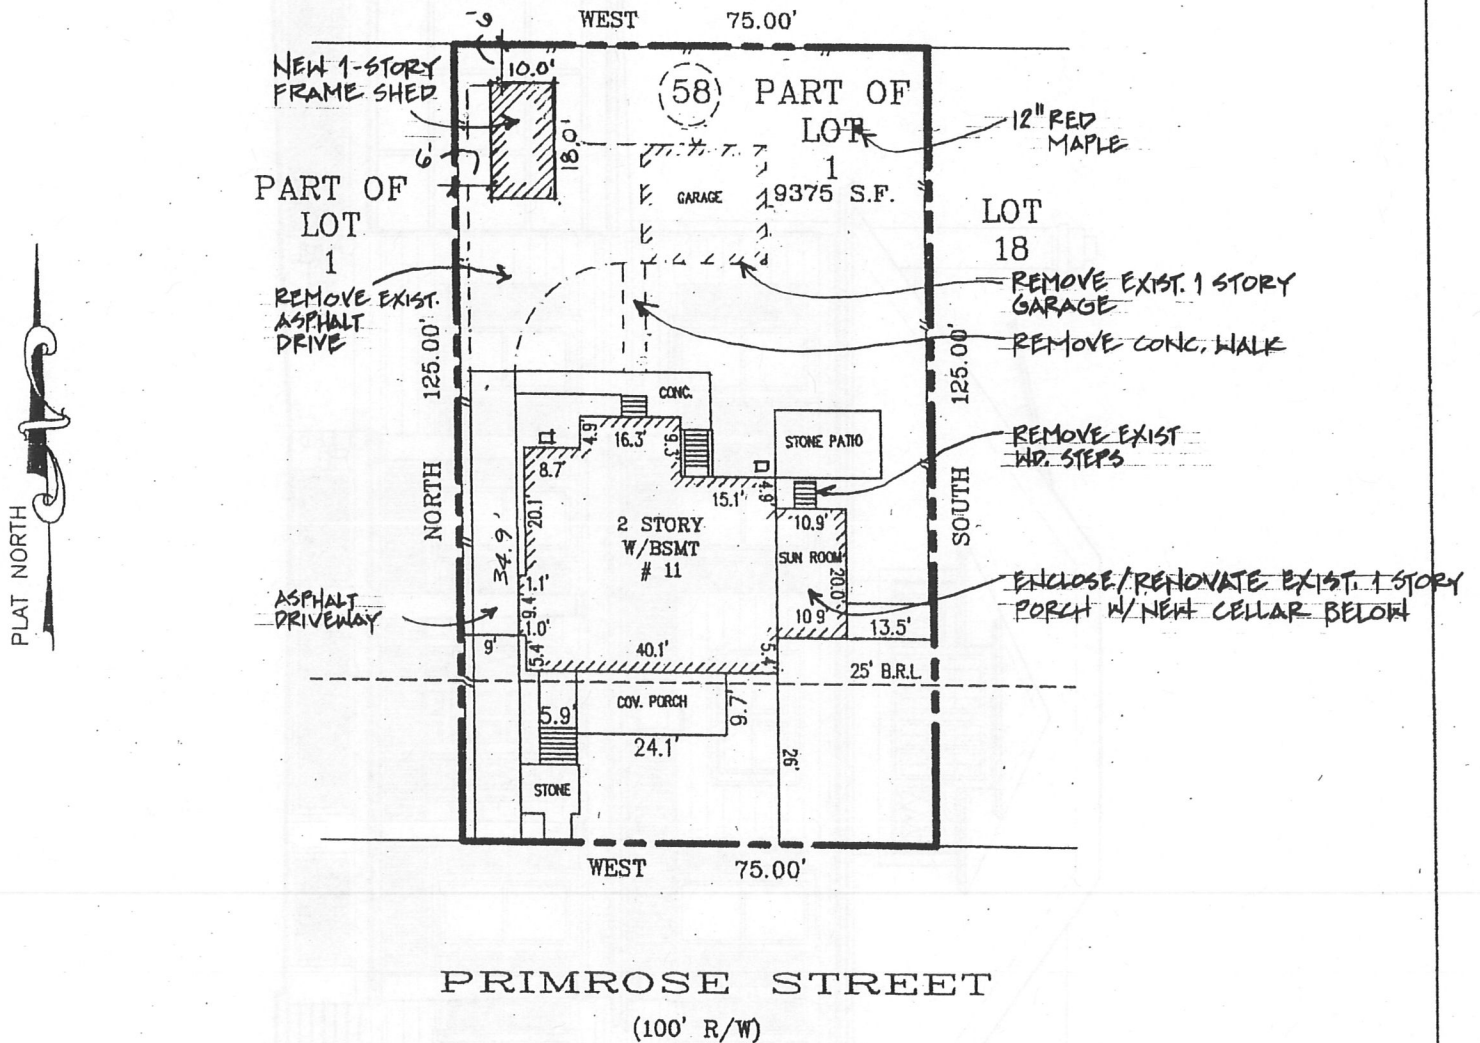 WEST 75.00'
6'
NEW 1-STORY
FRAME SHED
10.0'
18.0'
6'
58
PART OF
LOT
1
9375 S.F.
12" RED
MAPLE
GARAGE
PART OF
LOT
1
LOT
18
REMOVE EXIST.
ASPHALT
DRIVE
REMOVE EXIST. 1 STORY
GARAGE
REMOVE CONC. WALK
125.00'
NORTH
125.00'
SOUTH
PLAT NORTH
CONC.
4.9'
16.3'
9.3'
8.7'
STONE PATIO
REMOVE EXIST
WD. STEPS
15.1'
4.9'
20.1'
34.9'
2 STORY
W/BSMT
# 11
10.9'
SUN ROOM
20.0'
10.9'
ENCLOSE/RENOVATE EXIST. 1 STORY
PORCH W/ NEW CELLAR BELOW
ASPHALT
DRIVEWAY
1.1'
9.4'
1.0'
9'
5.4'
40.1'
5.4'
13.5'
25' B.R.L.
COV. PORCH
9.7'
5.9'
24.1'
26'
STONE
WEST 75.00'
PRIMROSE STREET
(100' R/W)